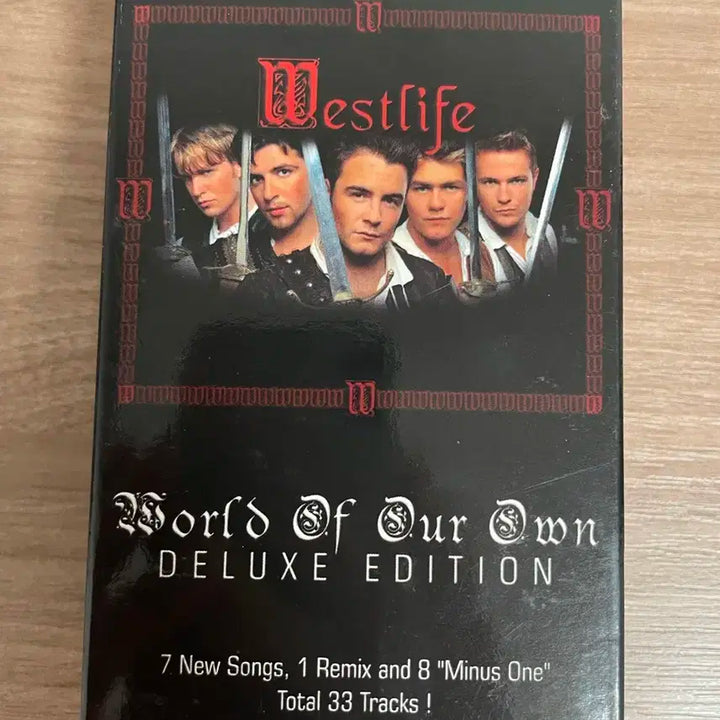 Westlife
World Of Our Own
DELUXE EDITION
7 New Songs, 1 Remix and 8 "Minus One"
Total 33 Tracks !